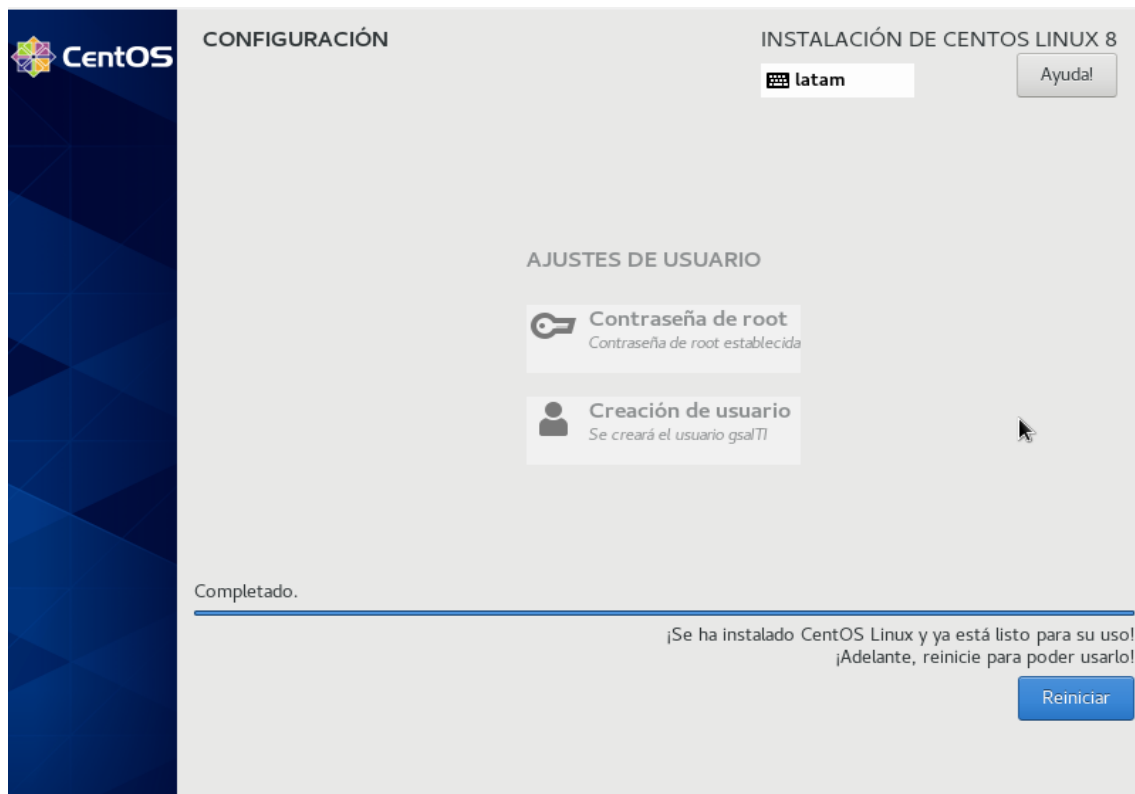 CentOS
CONFIGURACIÓN
INSTALACIÓN DE CENTOS LINUX 8
latam
Ayuda!
AJUSTES DE USUARIO
Contraseña de root
Contraseña de root establecida
Creación de usuario
Se creará el usuario gsalTI
Completado.
¡Se ha instalado CentOS Linux y ya está listo para su uso!
¡Adelante, reinicie para poder usarlo!
Reiniciar